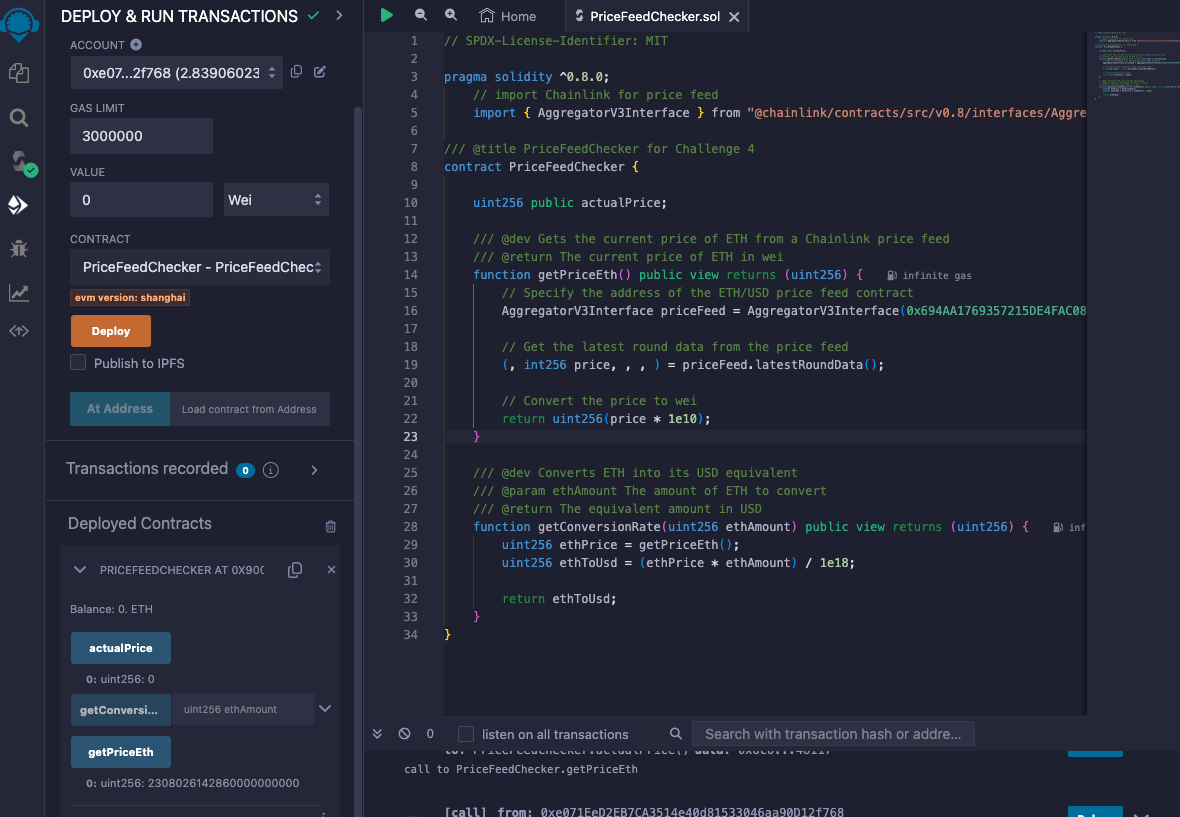 DEPLOY & RUN TRANSACTIONS
Home
PriceFeedChecker.sol
ACCOUNT
0xe07...2f768 (2.83906023
GAS LIMIT
3000000
VALUE
0
Wei
CONTRACT
PriceFeedChecker - PriceFeedChec
evm version: shanghai
Deploy
Publish to IPFS
At Address
Load contract from Address
Transactions recorded 0 i
Deployed Contracts
PRICEFEEDCHECKER AT 0X90
Balance: 0. ETH
actualPrice
0: uint256: 0
getConversi...
uint256 ethAmount
getPriceEth
0: uint256: 2308026142860000000000
1 // SPDX-License-Identifier: MIT
2
3 pragma solidity ^0.8.0;
4 // import Chainlink for price feed
5 import { AggregatorV3Interface } from "@chainlink/contracts/src/v0.8/interfaces/Aggre
6
7 /// @title PriceFeedChecker for Challenge 4
8 contract PriceFeedChecker {
9
10 uint256 public actualPrice;
11
12 /// @dev Gets the current price of ETH from a Chainlink price feed
13 /// @return The current price of ETH in wei
14 function getPriceEth() public view returns (uint256) { infinite gas
15 // Specify the address of the ETH/USD price feed contract
16 AggregatorV3Interface priceFeed = AggregatorV3Interface(0x694AA1769357215DE4FAC08
17
18 // Get the latest round data from the price feed
19 (, int256 price, , , ) = priceFeed.latestRoundData();
20
21 // Convert the price to wei
22 return uint256(price * 1e10);
23 }
24
25 /// @dev Converts ETH into its USD equivalent
26 /// @param ethAmount The amount of ETH to convert
27 /// @return The equivalent amount in USD
28 function getConversionRate(uint256 ethAmount) public view returns (uint256) { inf
29 uint256 ethPrice = getPriceEth();
30 uint256 ethToUsd = (ethPrice * ethAmount) / 1e18;
31
32 return ethToUsd;
33 }
34 }
0
listen on all transactions
Search with transaction hash or addre...
call to PriceFeedChecker.getPriceEth
[call] from: 0xe071EeD2EB7CA3514e40d81533046aa90D12f768